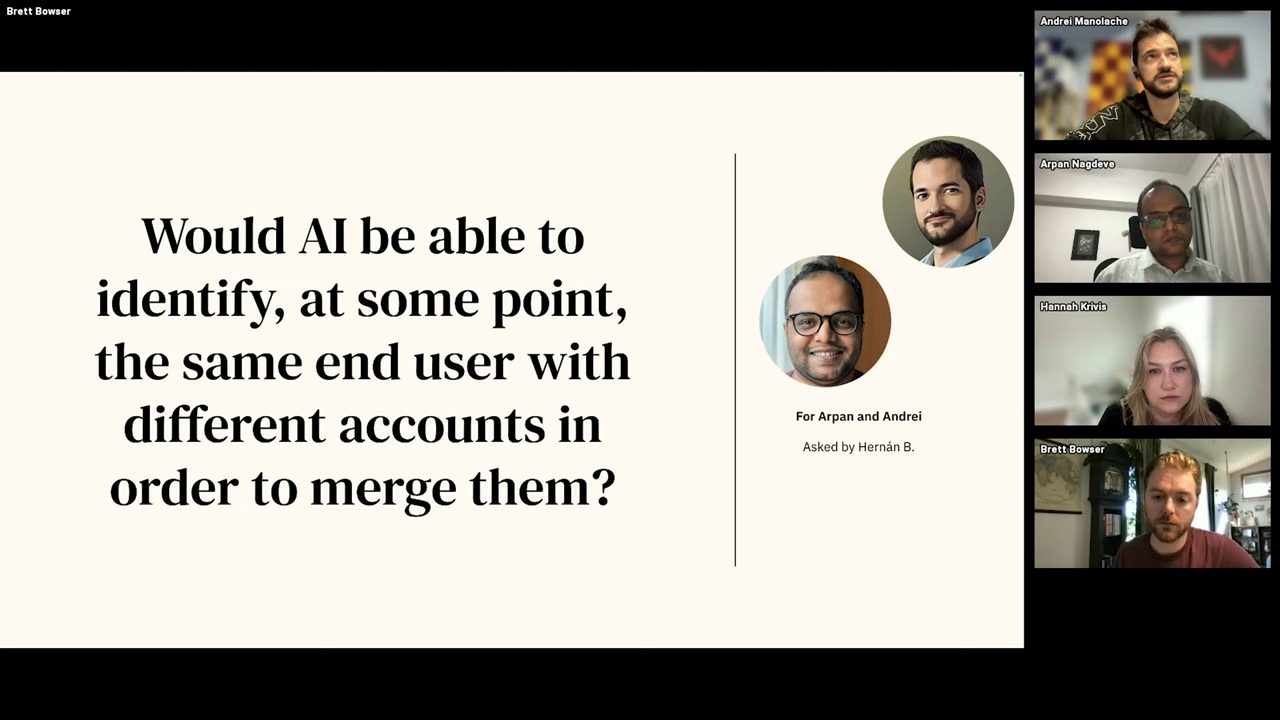 Brett Bowser
Would AI be able to
identify, at some point,
the same end user with
different accounts in
order to merge them?
For Arpan and Andrei
Asked by Hernán B.
Andrei Manolache
Arpan Nagdeve
Hannah Krivis
Brett Bowser